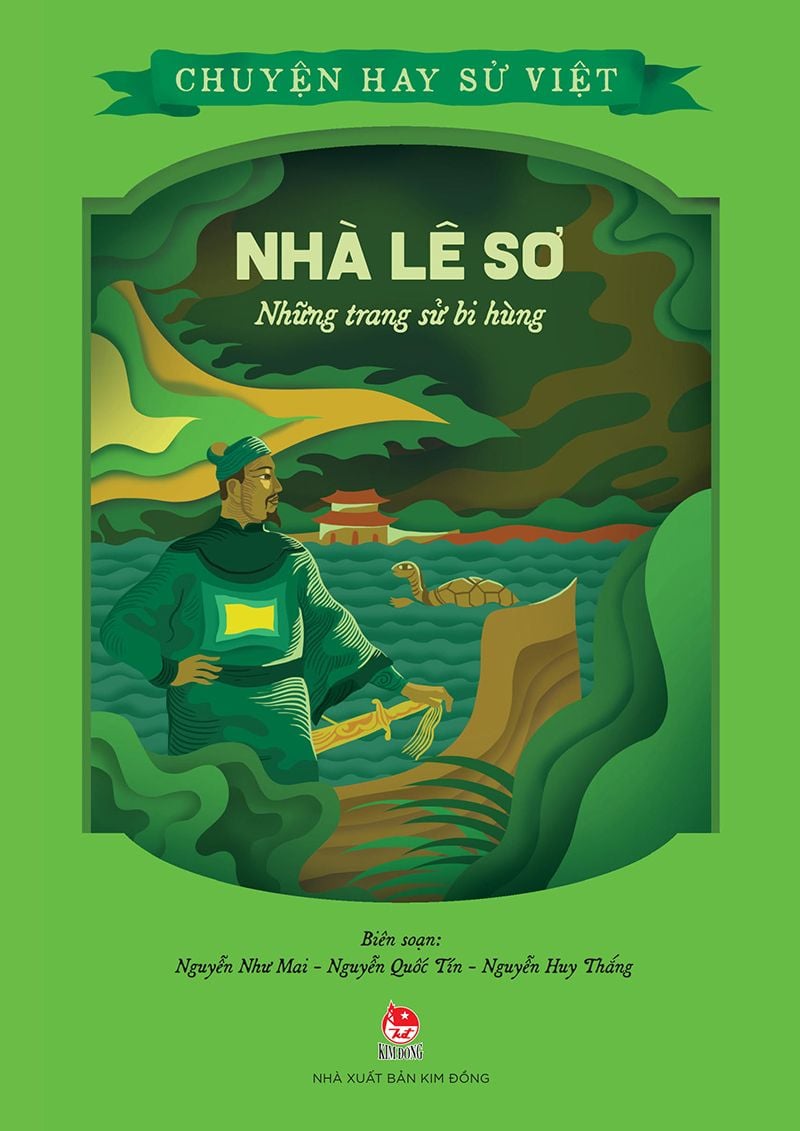 CHUYỆN HAY SỬ VIỆT
NHÀ LÊ SƠ
Những trang sử bi hùng
Biên soạn:
Nguyễn Như Mai - Nguyễn Quốc Tín - Nguyễn Huy Thắng
KIM ĐỒNG
NHÀ XUẤT BẢN KIM ĐỒNG